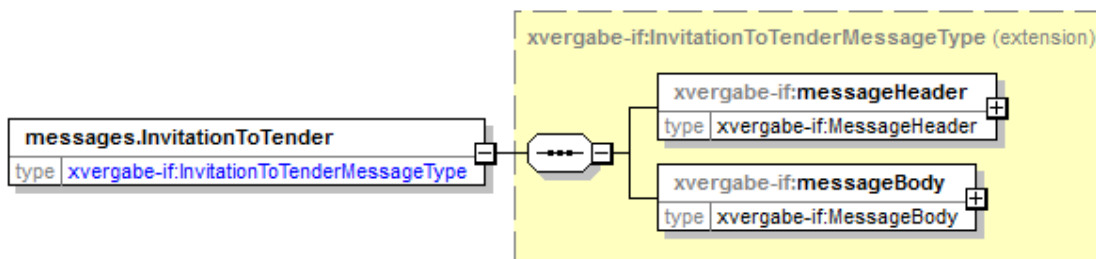 xvergabe-if:InvitationToTenderMessageType (extension)
xvergabe-if:messageHeader
type xvergabe-if:MessageHeader
messages.InvitationToTender
type xvergabe-if:InvitationToTenderMessageType
xvergabe-if:messageBody
type xvergabe-if:MessageBody